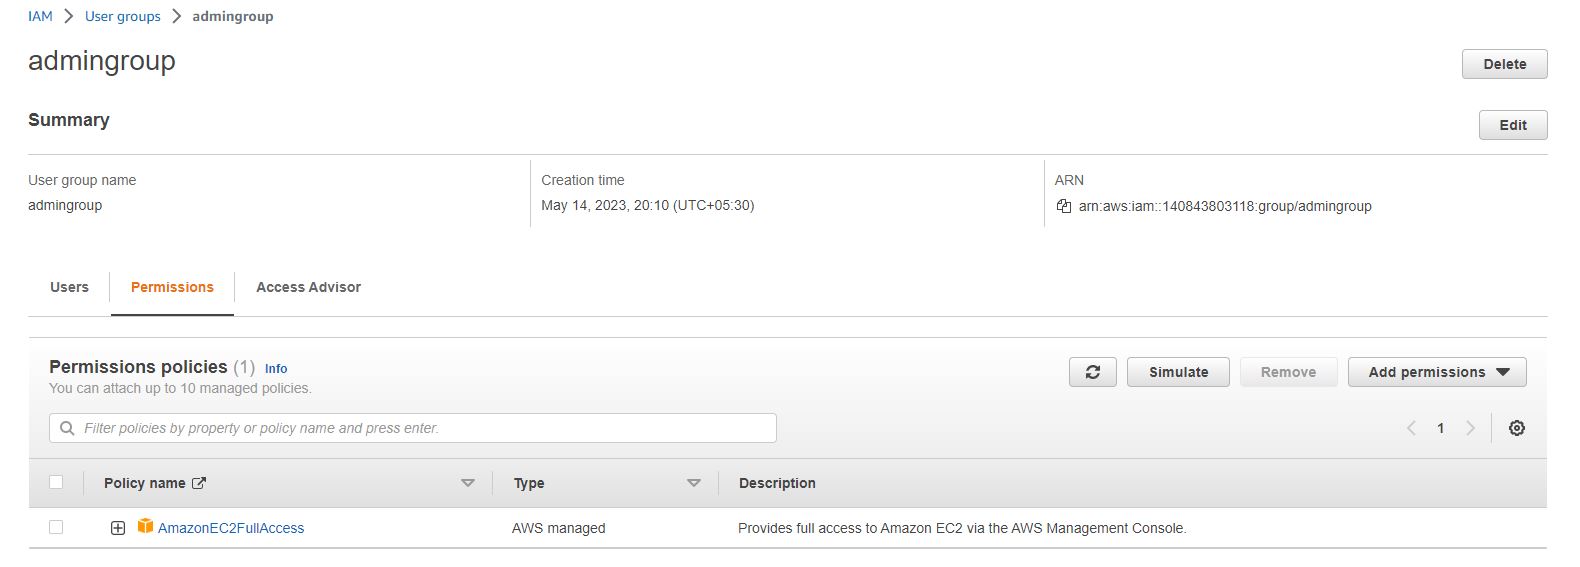 IAM > User groups > admingroup
admingroup
Delete
Summary
Edit
User group name
admingroup
Creation time
May 14, 2023, 20:10 (UTC+05:30)
ARN
arn:aws:iam::140843803118:group/admingroup
Users Permissions Access Advisor
Permissions policies (1) Info
You can attach up to 10 managed policies.
Simulate Remove Add permissions
Filter policies by property or policy name and press enter.
1
Policy name Type Description
AmazonEC2FullAccess AWS managed Provides full access to Amazon EC2 via the AWS Management Console.